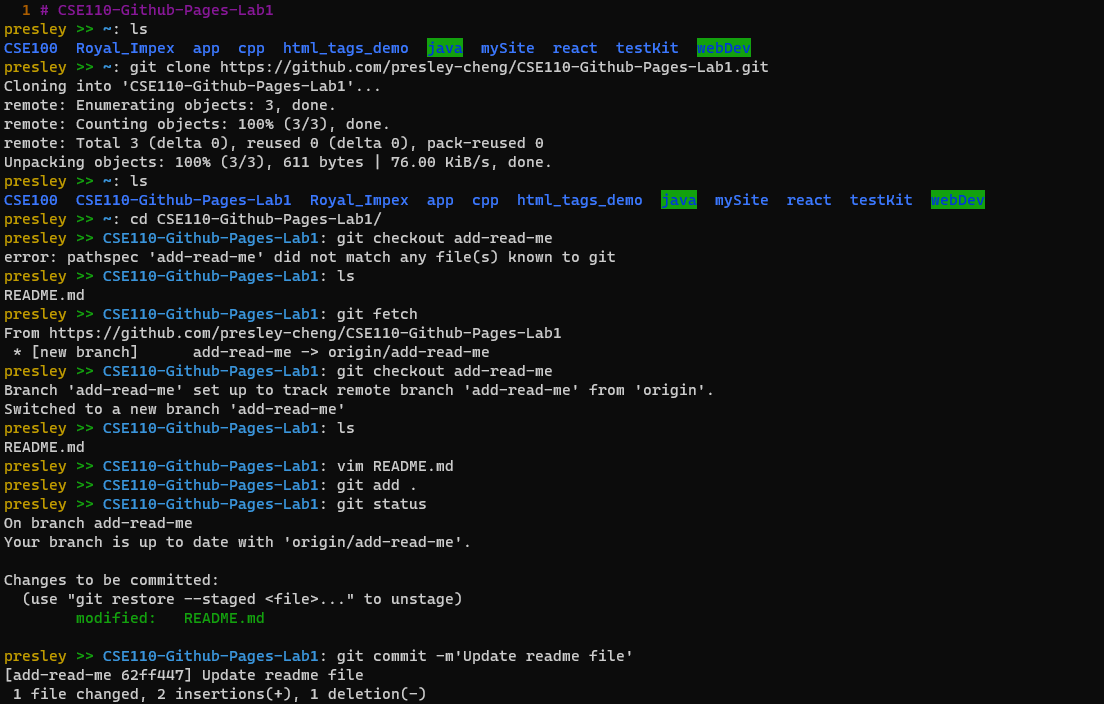 1 # CSE110-Github-Pages-Lab1
presley >> ~: ls
CSE100  Royal_Impex  app  cpp  html_tags_demo  java  mySite  react  testKit  webDev
presley >> ~: git clone https://github.com/presley-cheng/CSE110-Github-Pages-Lab1.git
Cloning into 'CSE110-Github-Pages-Lab1'...
remote: Enumerating objects: 3, done.
remote: Counting objects: 100% (3/3), done.
remote: Total 3 (delta 0), reused 0 (delta 0), pack-reused 0
Unpacking objects: 100% (3/3), 611 bytes | 76.00 KiB/s, done.
presley >> ~: ls
CSE100  CSE110-Github-Pages-Lab1  Royal_Impex  app  cpp  html_tags_demo  java  mySite  react  testKit  webDev
presley >> ~: cd CSE110-Github-Pages-Lab1/
presley >> CSE110-Github-Pages-Lab1: git checkout add-read-me
error: pathspec 'add-read-me' did not match any file(s) known to git
presley >> CSE110-Github-Pages-Lab1: ls
README.md
presley >> CSE110-Github-Pages-Lab1: git fetch
From https://github.com/presley-cheng/CSE110-Github-Pages-Lab1
 * [new branch]      add-read-me -> origin/add-read-me
presley >> CSE110-Github-Pages-Lab1: git checkout add-read-me
Branch 'add-read-me' set up to track remote branch 'add-read-me' from 'origin'.
Switched to a new branch 'add-read-me'
presley >> CSE110-Github-Pages-Lab1: ls
README.md
presley >> CSE110-Github-Pages-Lab1: vim README.md
presley >> CSE110-Github-Pages-Lab1: git add .
presley >> CSE110-Github-Pages-Lab1: git status
On branch add-read-me
Your branch is up to date with 'origin/add-read-me'.

Changes to be committed:
  (use "git restore --staged <file>..." to unstage)
        modified:   README.md

presley >> CSE110-Github-Pages-Lab1: git commit -m'Update readme file'
[add-read-me 62ff447] Update readme file
 1 file changed, 2 insertions(+), 1 deletion(-)